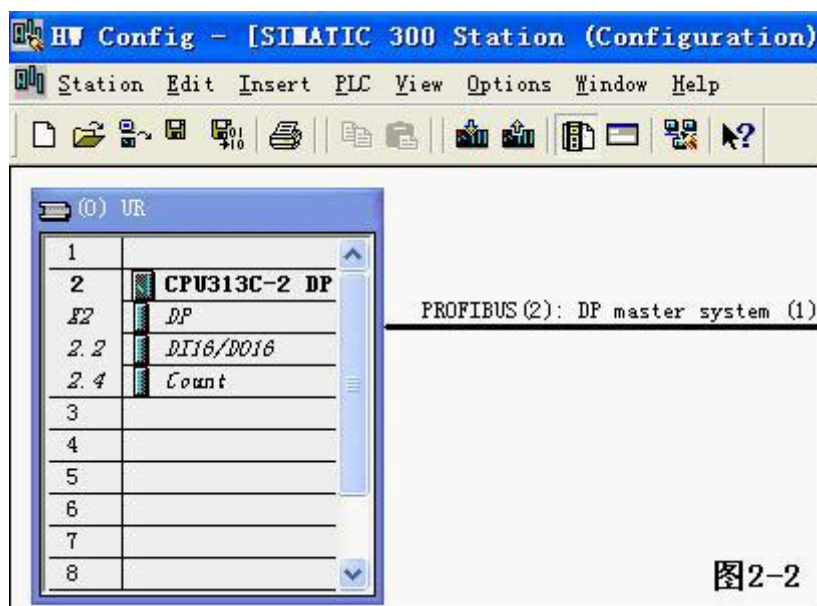 HW Config - [SIMATIC 300 Station (Configuration)
Station Edit Insert PLC View Options Window Help
(0) UR
1
2 CPU313C-2 DP
X2 DP
2.2 DI16/DO16
2.4 Count
3
4
5
6
7
8
PROFIBUS(2): DP master system (1)
图2-2